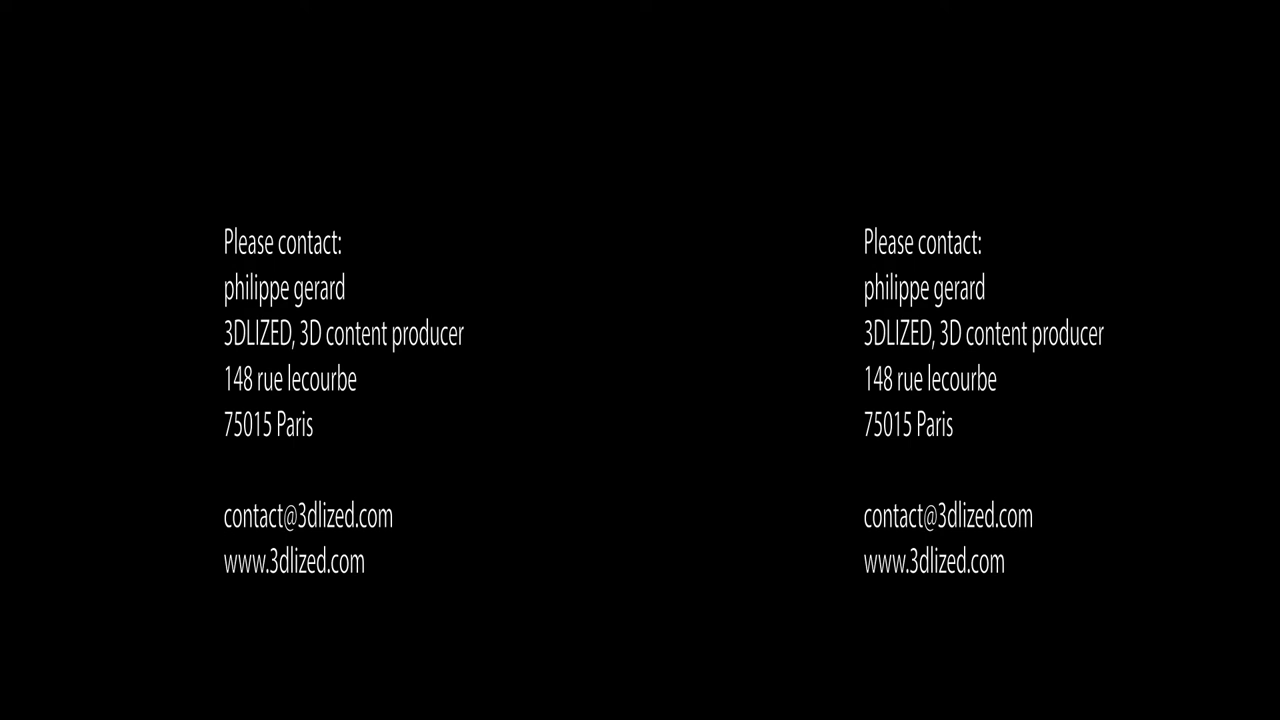 Please contact:
philippe gerard
3DLIZED, 3D content producer
148 rue lecourbe
75015 Paris
contact@3dlized.com
www.3dlized.com
Please contact:
philippe gerard
3DLIZED, 3D content producer
148 rue lecourbe
75015 Paris
contact@3dlized.com
www.3dlized.com